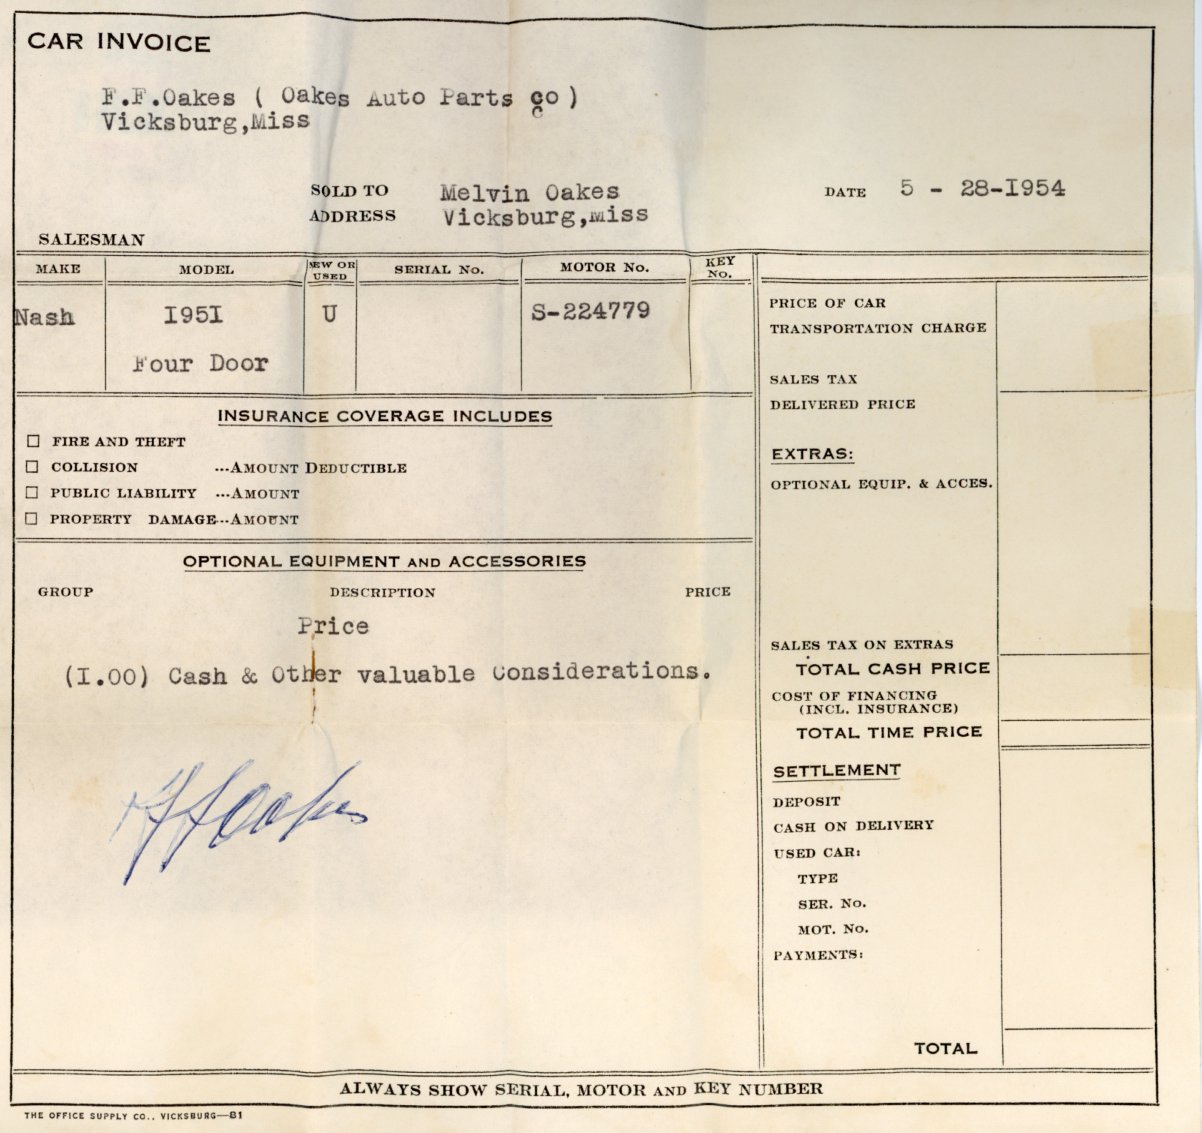 CAR INVOICE
F.F.Oakes ( Oakes Auto Parts co )
Vicksburg,Miss
SOLD TO Melvin Oakes DATE 5 - 28-I954
ADDRESS Vicksburg,Miss
SALESMAN
MAKE MODEL NEW OR USED SERIAL No. MOTOR No. KEY No.
Nash I95I U S-224779
Four Door
PRICE OF CAR
TRANSPORTATION CHARGE
SALES TAX
DELIVERED PRICE
EXTRAS:
OPTIONAL EQUIP. & ACCES.
SALES TAX ON EXTRAS
TOTAL CASH PRICE
COST OF FINANCING
(INCL. INSURANCE)
TOTAL TIME PRICE
SETTLEMENT
DEPOSIT
CASH ON DELIVERY
USED CAR:
TYPE
SER. No.
MOT. No.
PAYMENTS:
TOTAL
INSURANCE COVERAGE INCLUDES
☐ FIRE AND THEFT
☐ COLLISION ...AMOUNT DEDUCTIBLE
☐ PUBLIC LIABILITY ...AMOUNT
☐ PROPERTY DAMAGE...AMOUNT
OPTIONAL EQUIPMENT AND ACCESSORIES
GROUP DESCRIPTION PRICE
Price
(I.00) Cash & Other valuable Considerations.
F F Oakes
ALWAYS SHOW SERIAL, MOTOR AND KEY NUMBER
THE OFFICE SUPPLY CO., VICKSBURG—81